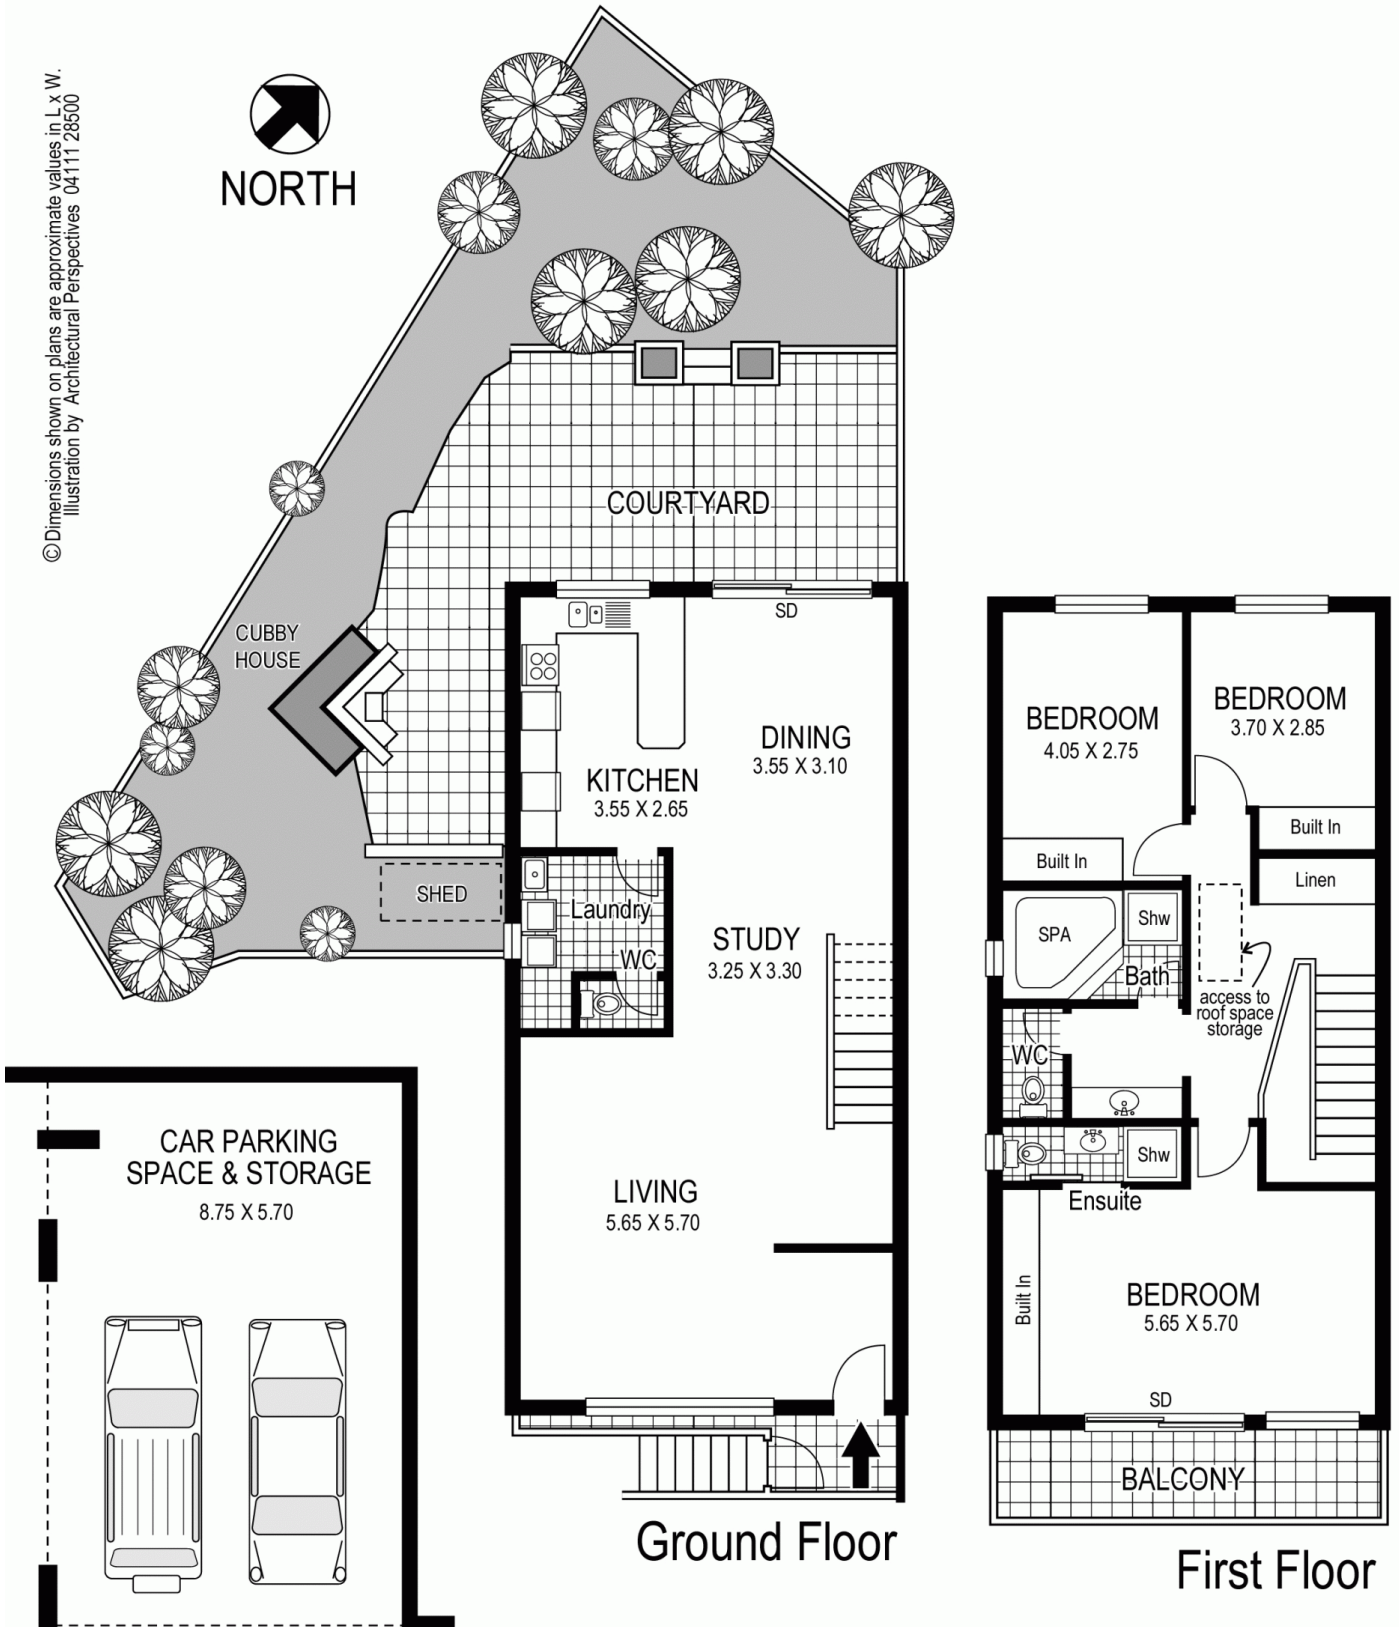 ©Dimensions shown on plans are approximate values in L x W.
Illustration by Architectural Perspectives 04111 28500
NORTH
COURTYARD
CUBBY
HOUSE
SD
DINING
3.55 X 3.10
KITCHEN
3.55 X 2.65
SHED
Laundry
WC
STUDY
3.25 X 3.30
LIVING
5.65 X 5.70
Ground Floor
CAR PARKING
SPACE & STORAGE
8.75 X 5.70
BEDROOM
4.05 X 2.75
BEDROOM
3.70 X 2.85
Built In
Built In
Linen
SPA
Shw
Bath
access to
roof space
storage
WC
Shw
Ensuite
Built In
BEDROOM
5.65 X 5.70
SD
BALCONY
First Floor